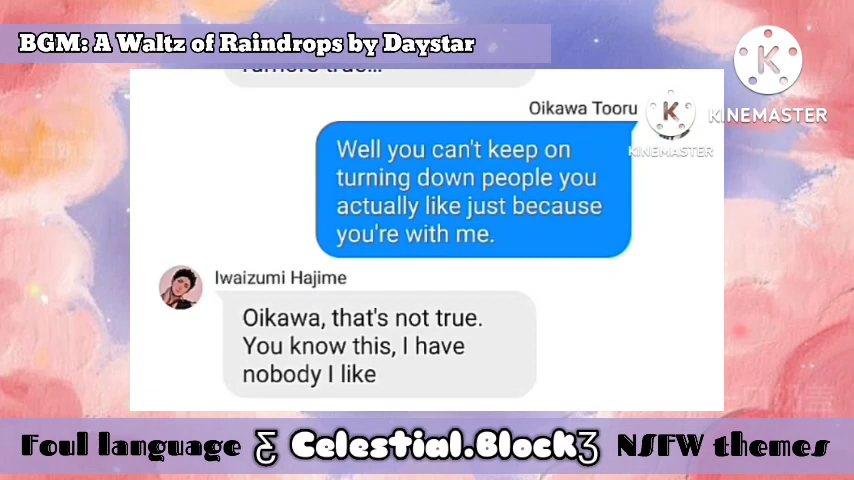 BGM: A Waltz of Raindrops by Daystar
KINEMASTER
KINEMASTER
Oikawa Tooru
Well you can't keep on
turning down people you
actually like just because
you're with me.
Iwaizumi Hajime
Oikawa, that's not true.
You know this, I have
nobody I like
Foul language Ƹ Celestial.BlockƷ NSFW themes